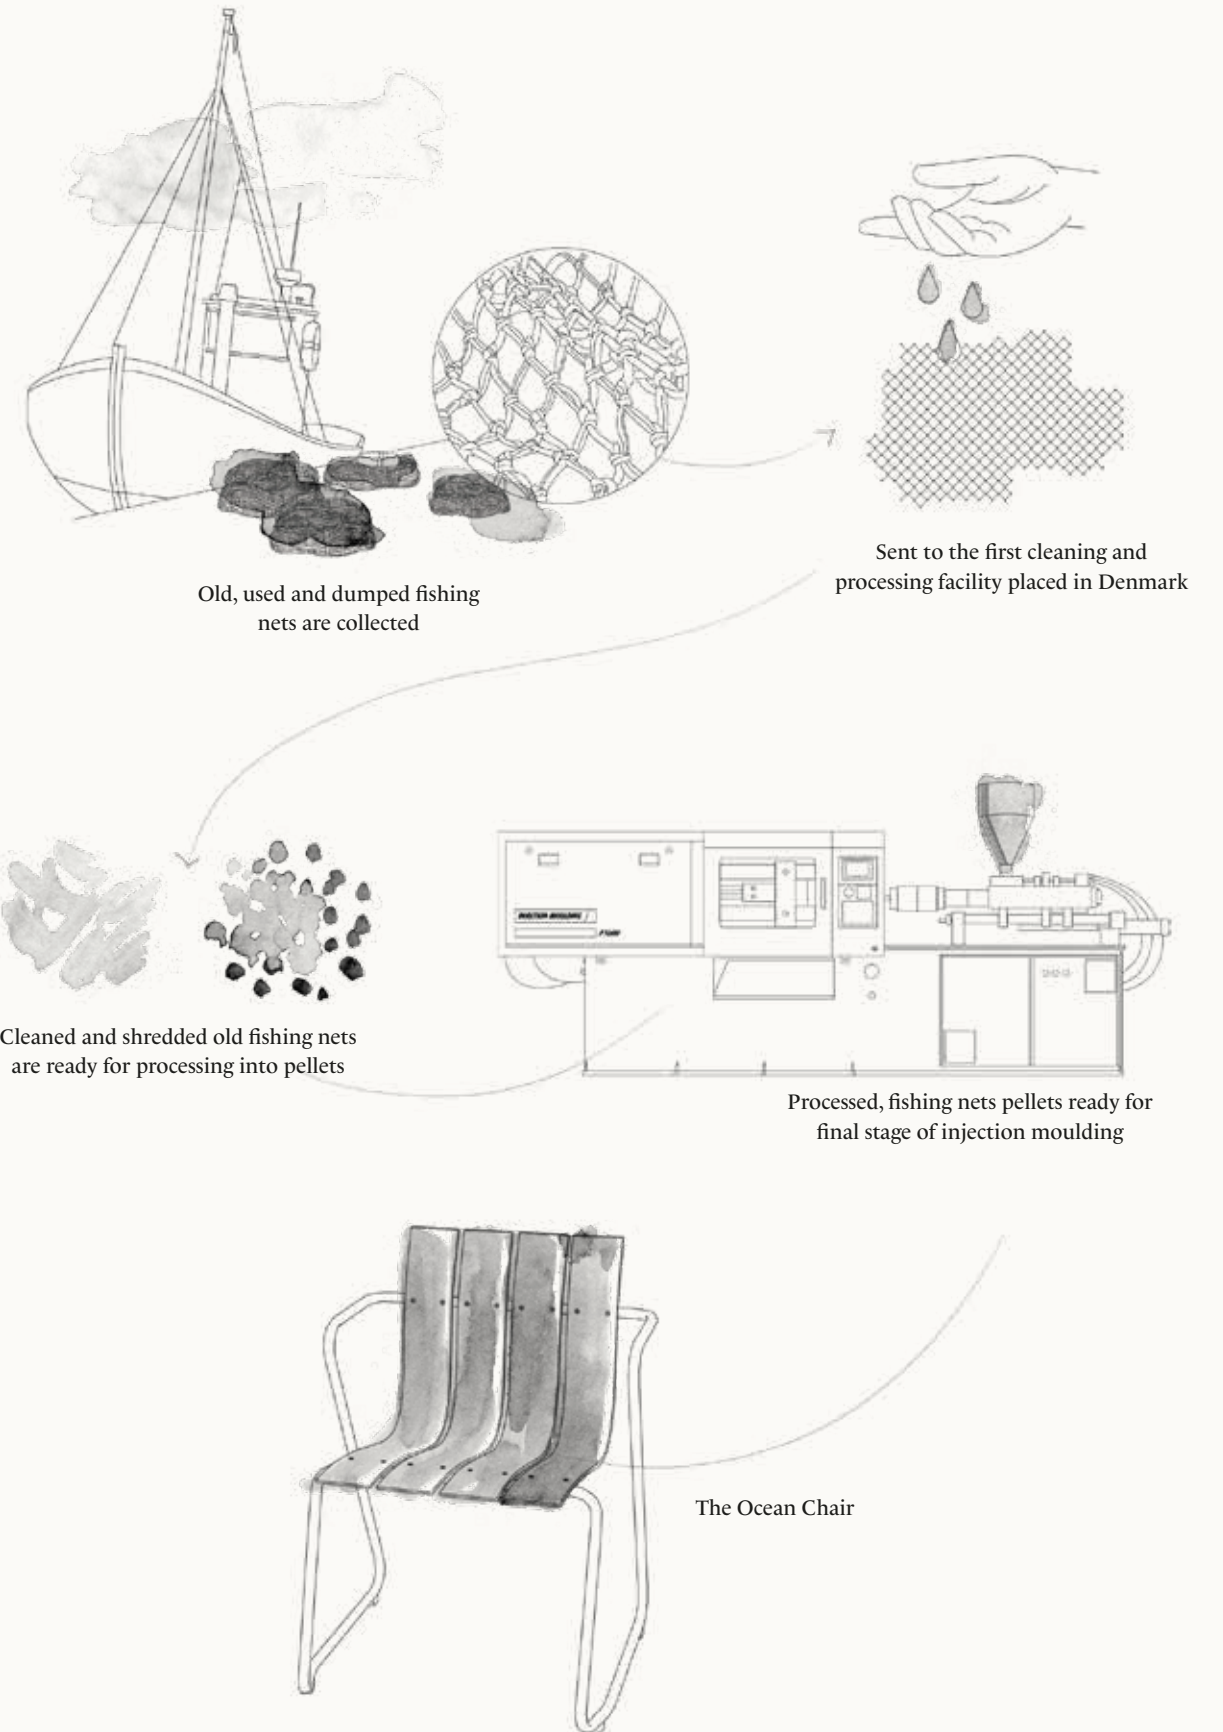 Old, used and dumped fishing
nets are collected
Sent to the first cleaning and
processing facility placed in Denmark
Cleaned and shredded old fishing nets
are ready for processing into pellets
INJECTION MOULDING
Processed, fishing nets pellets ready for
final stage of injection moulding
The Ocean Chair